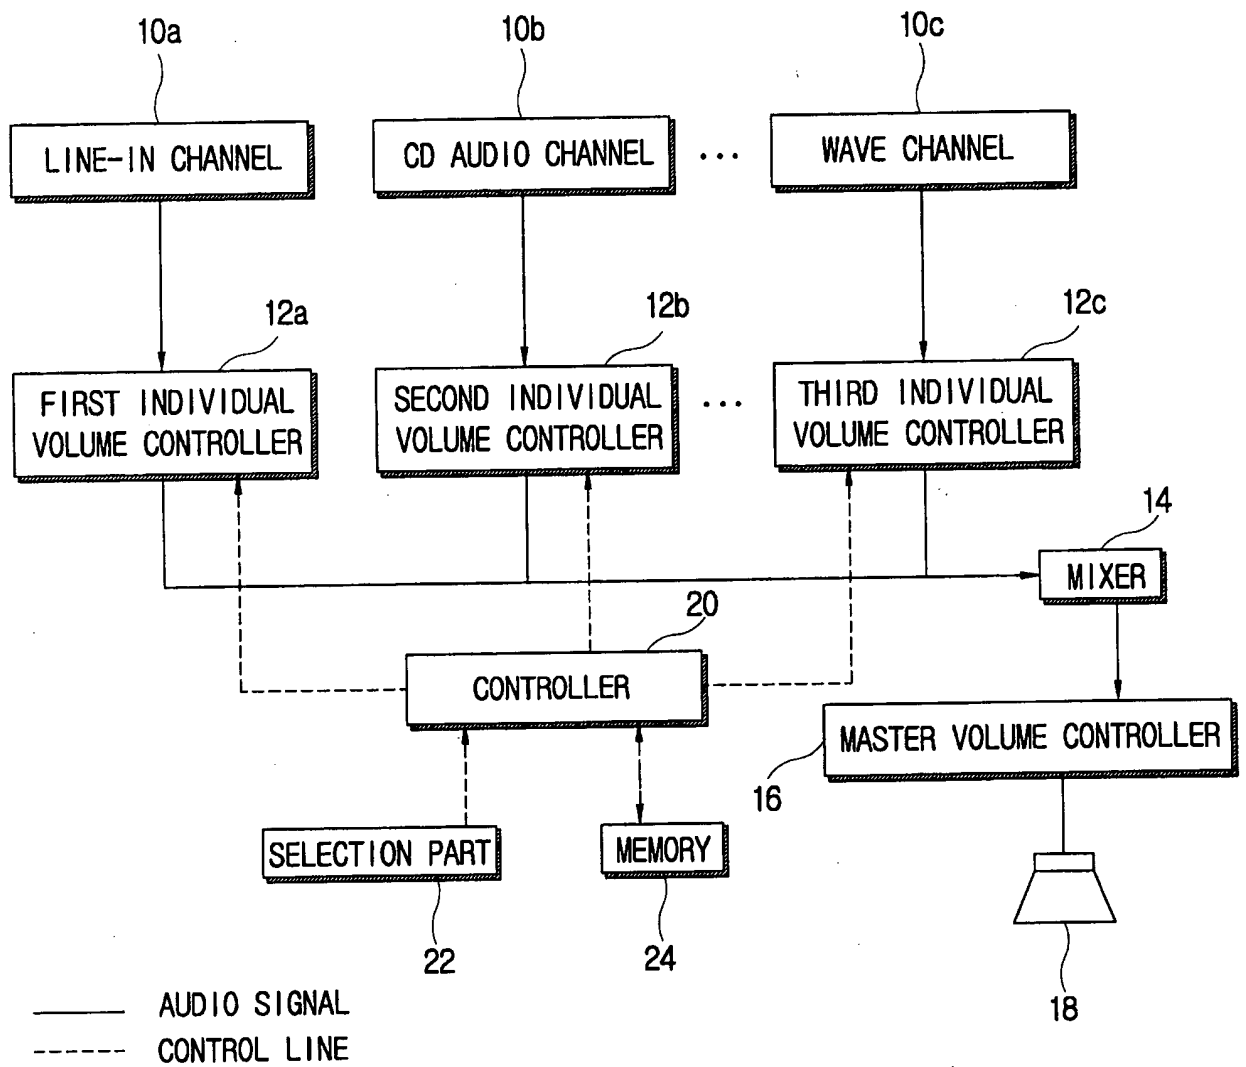 10a
10b
10c
LINE-IN CHANNEL
CD AUDIO CHANNEL
...
WAVE CHANNEL
12a
12b
12c
FIRST INDIVIDUAL
VOLUME CONTROLLER
SECOND INDIVIDUAL
VOLUME CONTROLLER
...
THIRD INDIVIDUAL
VOLUME CONTROLLER
14
MIXER
20
CONTROLLER
MASTER VOLUME CONTROLLER
16
SELECTION PART
MEMORY
22
24
18
AUDIO SIGNAL
CONTROL LINE